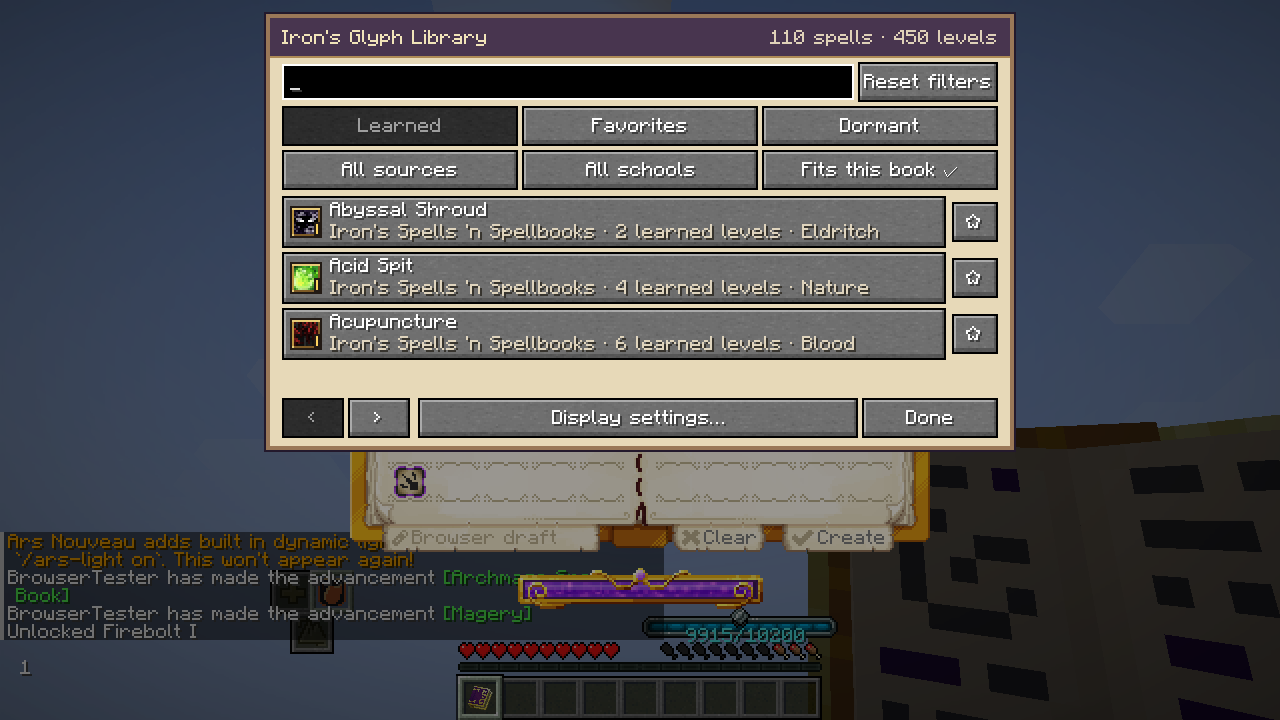 Iron's Glyph Library
110 spells · 450 levels
_
Reset filters
Learned
Favorites
Dormant
All sources
All schools
Fits this book ✓
Abyssal Shroud
Iron's Spells 'n Spellbooks · 2 learned levels · Eldritch
Acid Spit
Iron's Spells 'n Spellbooks · 4 learned levels · Nature
Acupuncture
Iron's Spells 'n Spellbooks · 6 learned levels · Blood
<
>
Display settings...
Done
Browser draft
Clear
Create
Ars Nouveau adds built in dynamic
`/ars-light on`. This won't appear again!
BrowserTester has made the advancement [Archmage
Book]
BrowserTester has made the advancement [Magery]
Unlocked Firebolt I
9915/10200
1